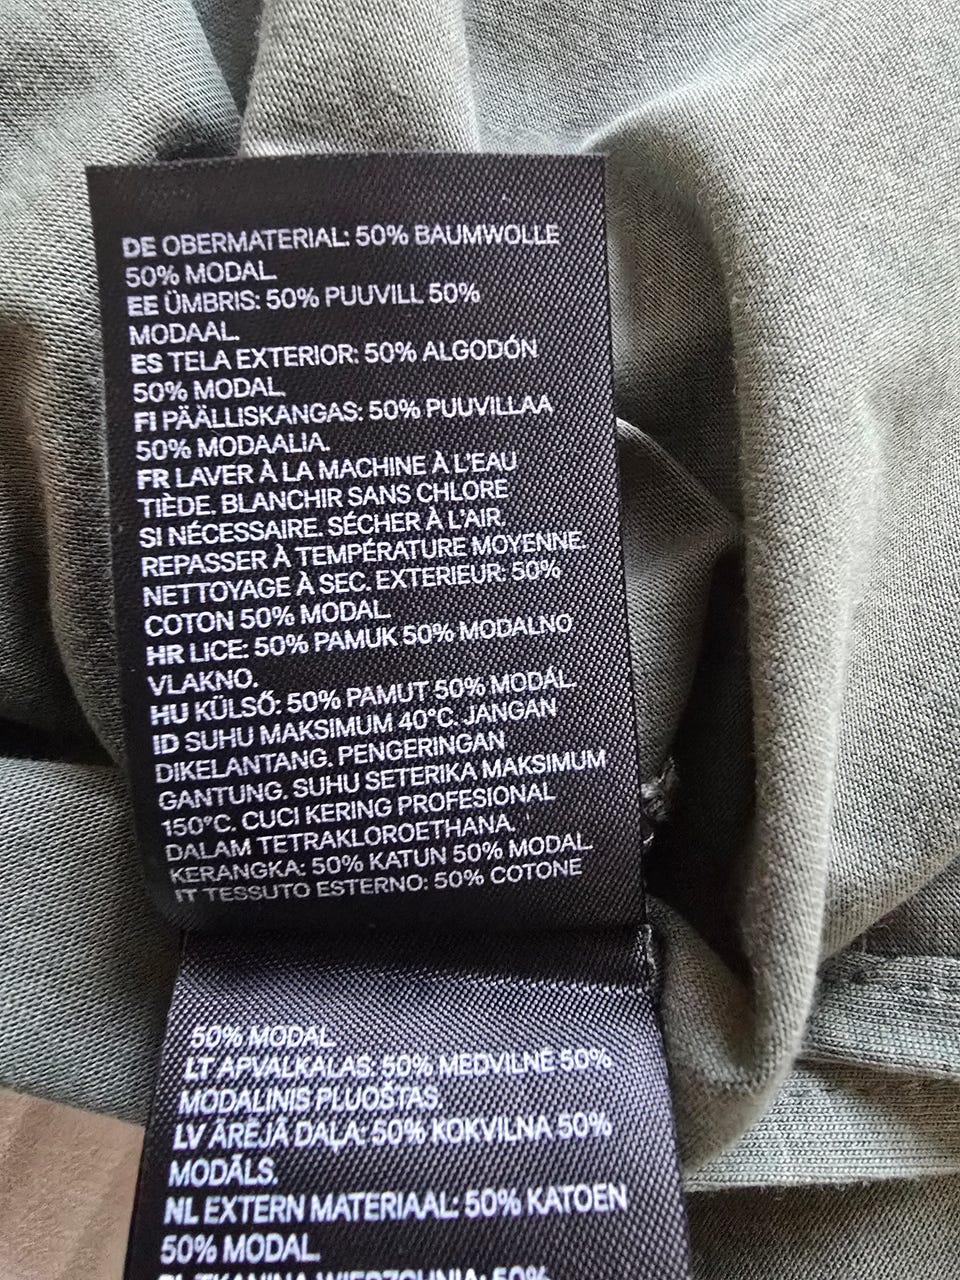 DE OBERMATERIAL: 50% BAUMWOLLE
50% MODAL.
EE ÜMBRIS: 50% PUUVILL 50%
MODAAL.
ES TELA EXTERIOR: 50% ALGODÓN
50% MODAL.
FI PÄÄLLISKANGAS: 50% PUUVILLAA
50% MODAALIA.
FR LAVER À LA MACHINE À L'EAU
TIÈDE. BLANCHIR SANS CHLORE
SI NÉCESSAIRE. SÉCHER À L'AIR.
REPASSER À TEMPÉRATURE MOYENNE.
NETTOYAGE À SEC. EXTERIEUR: 50%
COTON 50% MODAL.
HR LICE: 50% PAMUK 50% MODALNO
VLAKNO.
HU KÜLSŐ: 50% PAMUT 50% MODÁL.
ID SUHU MAKSIMUM 40°C. JANGAN
DIKELANTANG. PENGERINGAN
GANTUNG. SUHU SETERIKA MAKSIMUM
150°C. CUCI KERING PROFESIONAL
DALAM TETRAKLOROETHANA.
KERANGKA: 50% KATUN 50% MODAL.
IT TESSUTO ESTERNO: 50% COTONE
50% MODAL.
LT APVALKALAS: 50% MEDVILNĖ 50%
MODALINIS PLUOŠTAS.
LV ĀRĒJĀ DAĻA: 50% KOKVILNA 50%
MODĀLS.
NL EXTERN MATERIAAL: 50% KATOEN
50% MODAL.
PL TKANINA WIERZCHNIA: 50%